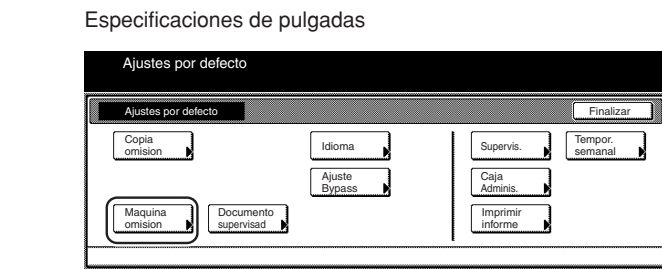 Especificaciones de pulgadas
Ajustes por defecto
Ajustes por defecto
Finalizar
Copia
omision
Idioma
Supervis.
Tempor.
semanal
Ajuste
Bypass
Caja
Adminis.
Maquina
omision
Documento
supervisad
Imprimir
informe